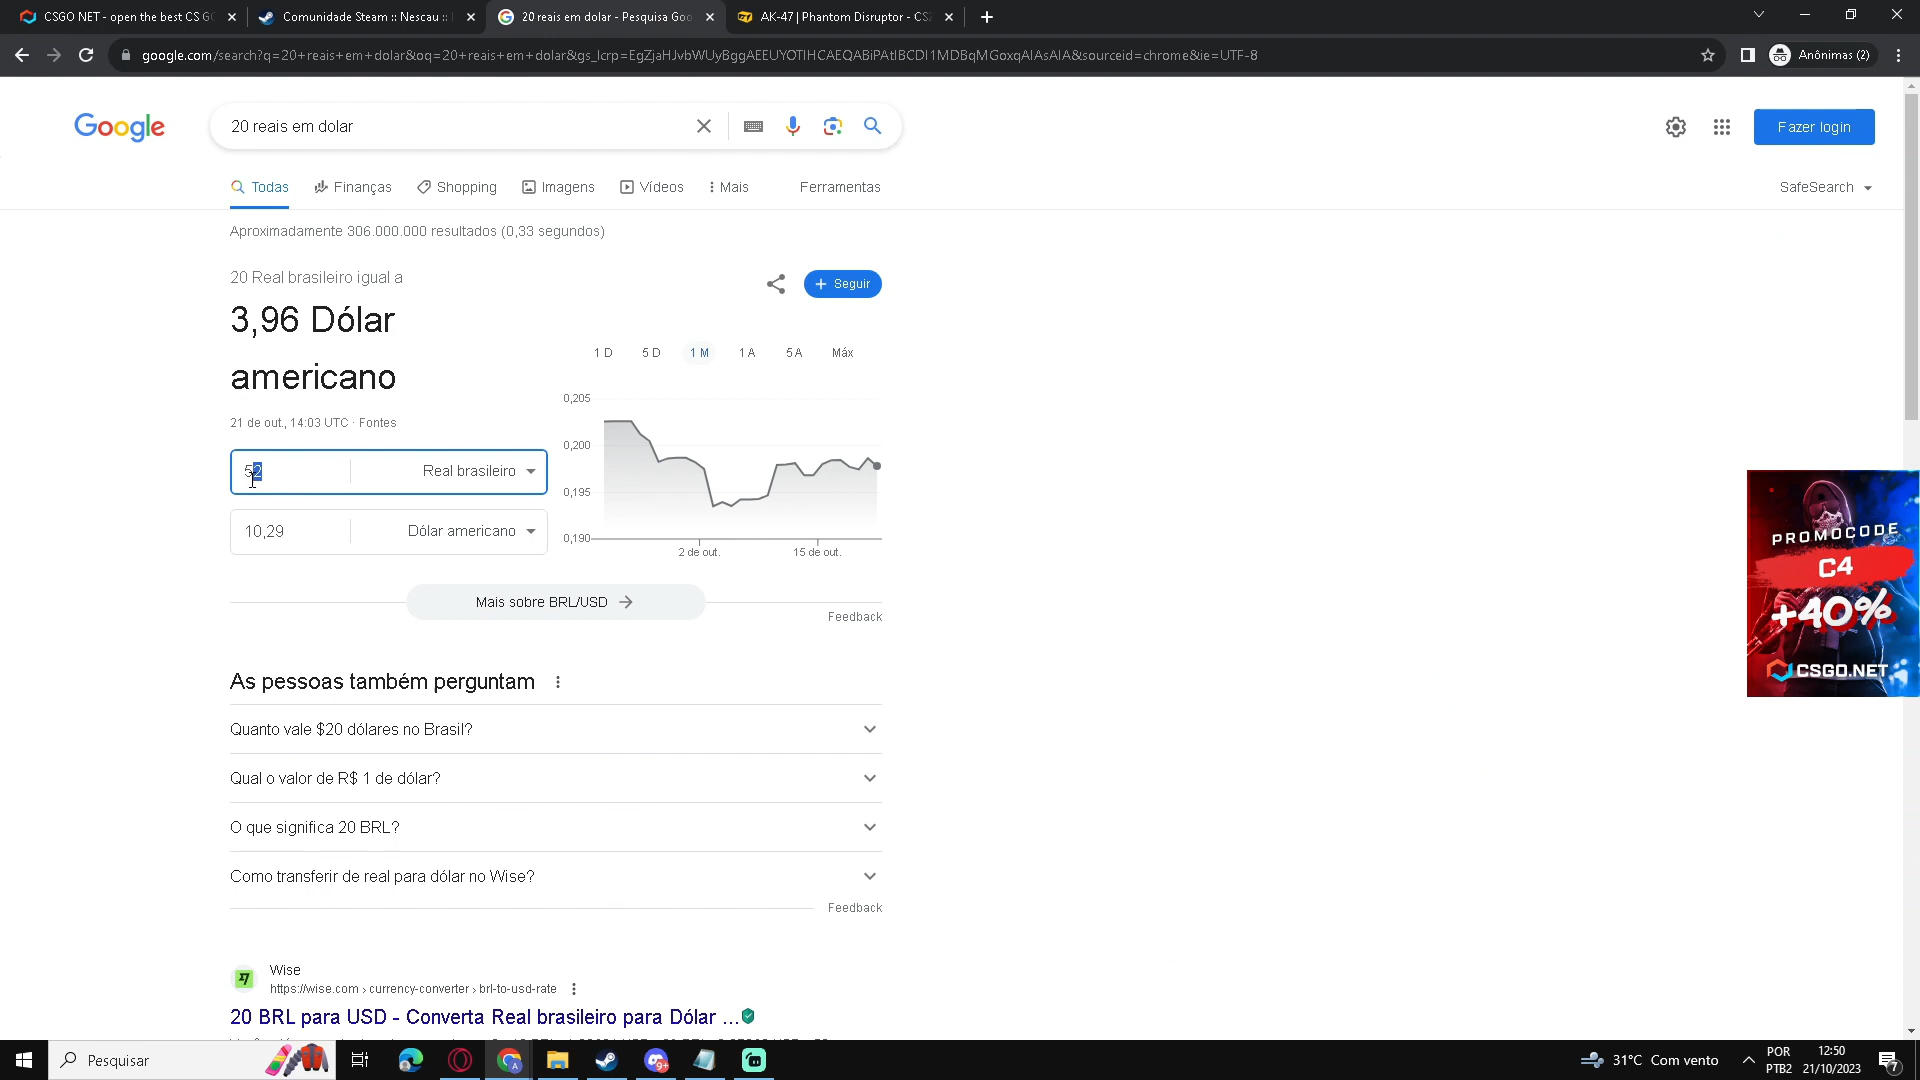 CSGO NET - open the best CS GO
Comunidade Steam :: Nescau ::
20 reais em dolar - Pesquisa Goo
AK-47 | Phantom Disruptor - CS2
google.com/search?q=20+reais+em+dolar&oq=20+reais+em+dolar&gs_lcrp=EgZjaHJvbWUyBggAEEUYOTIHCAEQABiPAtIBCDI1MDBqMGoxqAIAsAIA&sourceid=chrome&ie=UTF-8
Anônimas (2)
Google
20 reais em dolar
Fazer login
Todas
Finanças
Shopping
Imagens
Vídeos
Mais
Ferramentas
SafeSearch
Aproximadamente 306.000.000 resultados (0,33 segundos)
20 Real brasileiro igual a
Seguir
3,96 Dólar
americano
1 D
5 D
1 M
1 A
5 A
Máx
21 de out., 14:03 UTC · Fontes
52
Real brasileiro
10,29
Dólar americano
0,205
0,200
0,195
0,190
2 de out.
15 de out.
Mais sobre BRL/USD
Feedback
As pessoas também perguntam
Quanto vale $20 dólares no Brasil?
Qual o valor de R$ 1 de dólar?
O que significa 20 BRL?
Como transferir de real para dólar no Wise?
Feedback
Wise
https://wise.com › currency-converter › brl-to-usd-rate
20 BRL para USD - Converta Real brasileiro para Dólar ...
PROMOCODE
C4
+40%
CSGO.NET
Pesquisar
9+
31°C Com vento
POR
PTB2
12:50
21/10/2023
7